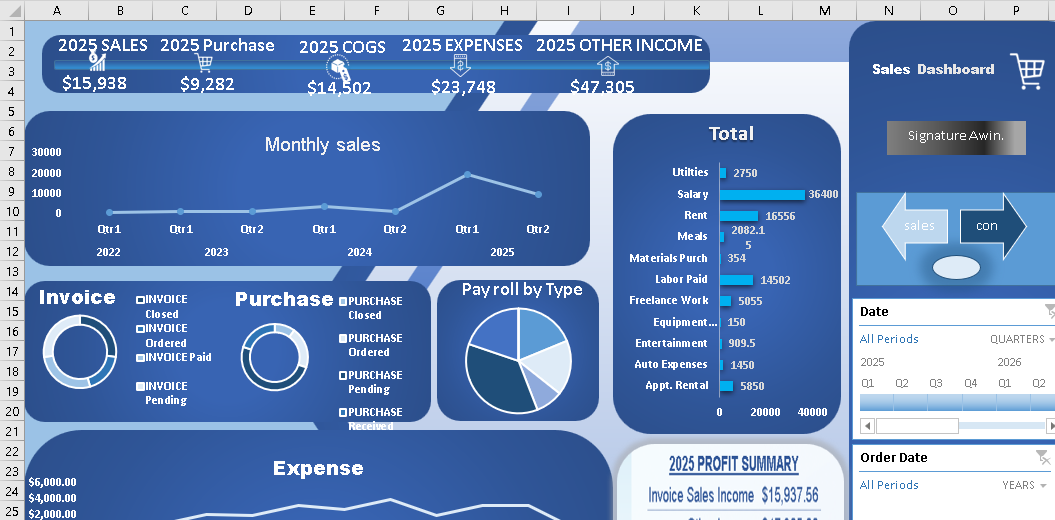 A B C D E F G H I J K L M N O P
1
2
3
4
5
6
7
8
9
10
11
12
13
14
15
16
17
18
19
20
21
22
23
24
25
2025 SALES 2025 Purchase 2025 COGS 2025 EXPENSES 2025 OTHER INCOME
$15,938 $9,282 $14,502 $23,748 $47,305
Sales Dashboard
Signature Awin.
sales con
Monthly sales
30000
20000
10000
0
Qtr1 Qtr1 Qtr2 Qtr1 Qtr2 Qtr1 Qtr2
2022 2023 2024 2025
Total
Utilties 2750
Salary 36400
Rent 16556
Meals 2082.1
5
Materials Purch 354
Labor Paid 14502
Freelance Work 5055
Equipment... 150
Entertainment 909.5
Auto Expenses 1450
Appt. Rental 5850
0 20000 40000
Invoice
INVOICE
Closed
INVOICE
Ordered
INVOICE Paid
INVOICE
Pending
Purchase
PURCHASE
Closed
PURCHASE
Ordered
PURCHASE
Pending
PURCHASE
Received
Pay roll by Type
Date
All Periods QUARTERS
2025 2026
Q1 Q2 Q3 Q4 Q1 Q2
Order Date
All Periods YEARS
Expense
$6,000.00
$4,000.00
$2,000.00
2025 PROFIT SUMMARY
Invoice Sales Income $15,937.56